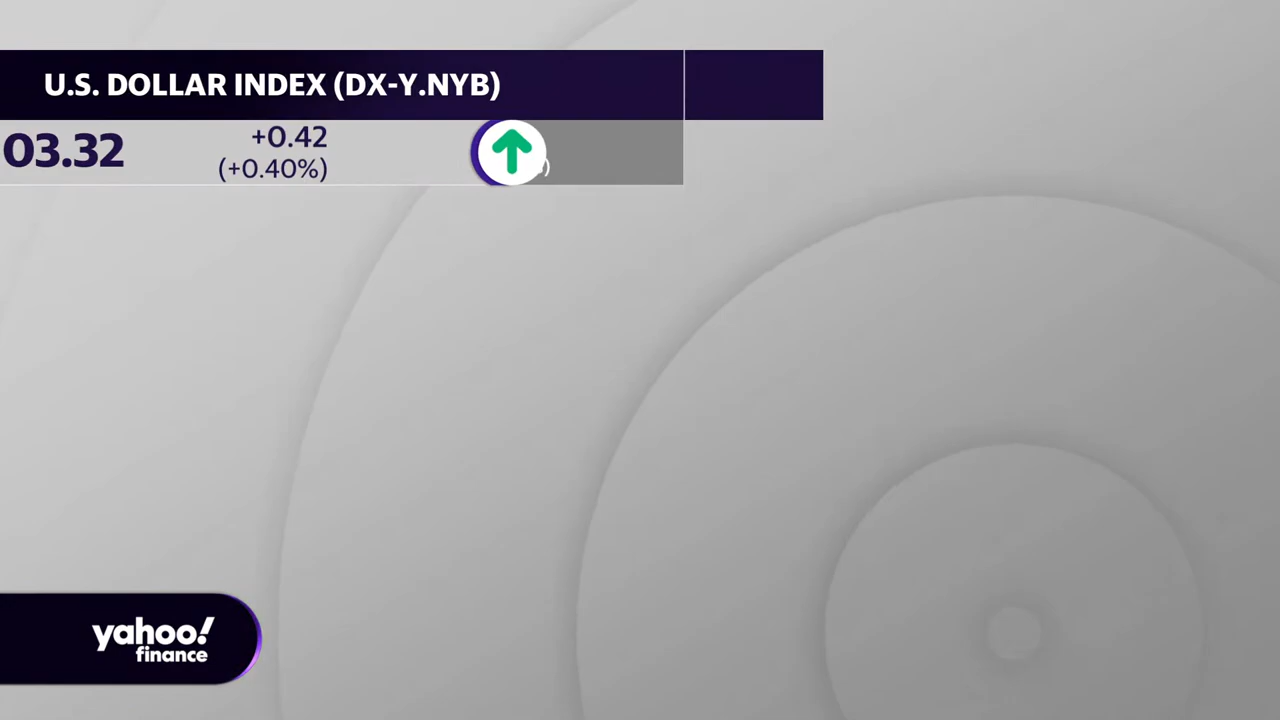 U.S. DOLLAR INDEX (DX-Y.NYB)
03.32
+0.42
(+0.40%)
)
yahoo!
finance